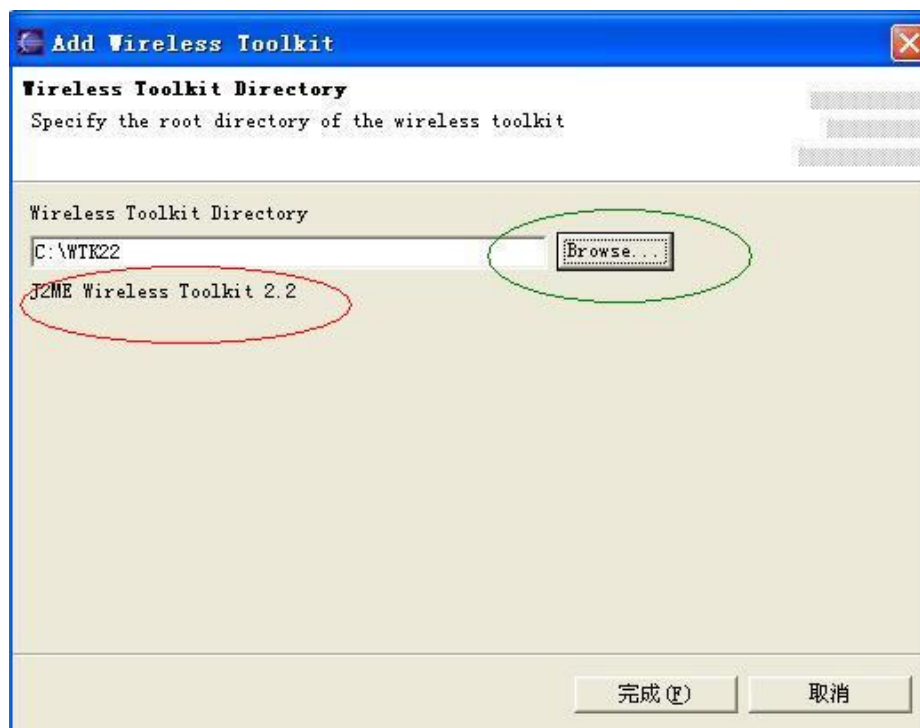 Add Wireless Toolkit
Wireless Toolkit Directory
Specify the root directory of the wireless toolkit
Wireless Toolkit Directory
C:\WTK22
Browse...
J2ME Wireless Toolkit 2.2
完成(F)
取消